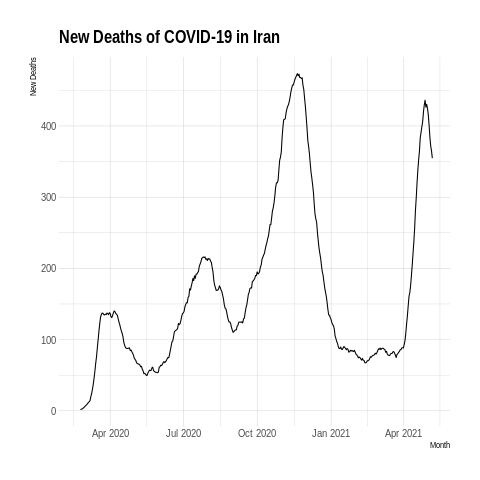 New Deaths of COVID-19 in Iran
New Deaths
400
300
200
100
0
Apr 2020 Jul 2020 Oct 2020 Jan 2021 Apr 2021
Month